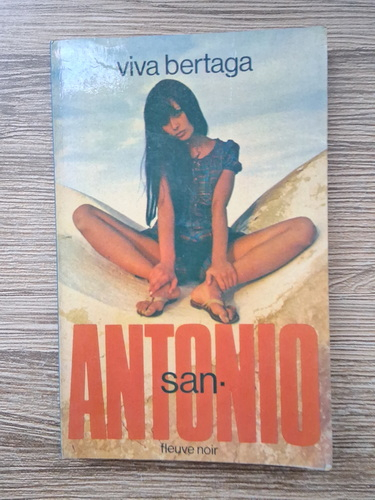 viva bertaga
san-
ANTONIO
fleuve noir